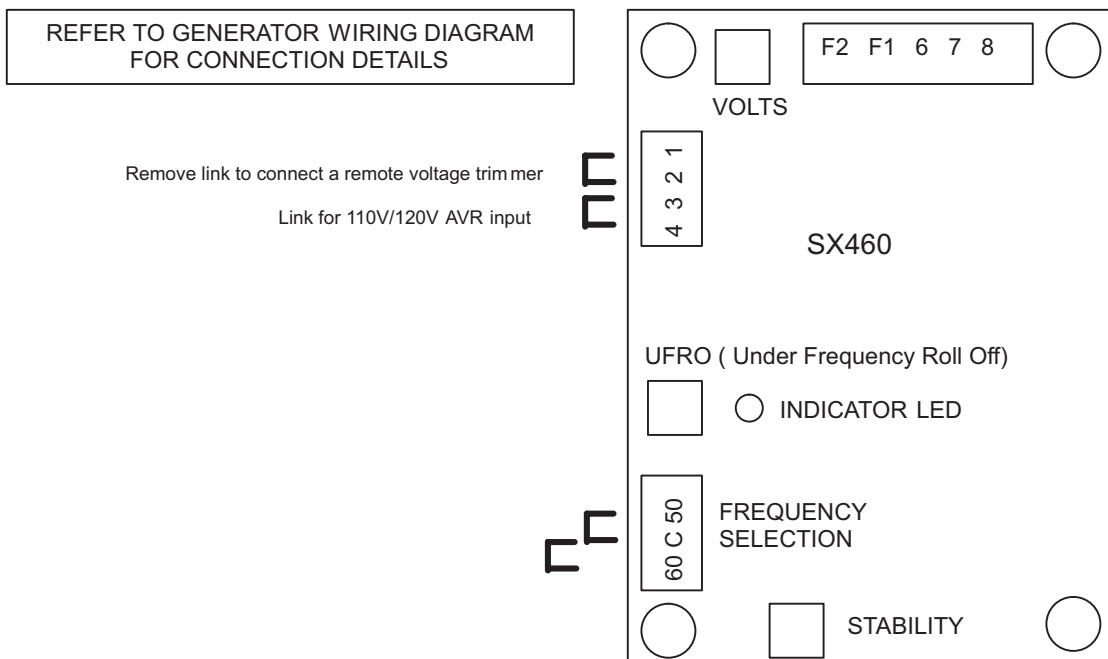 REFER TO GENERATOR WIRING DIAGRAM
FOR CONNECTION DETAILS
F2 F1 6 7 8
VOLTS
Remove link to connect a remote voltage trimmer
Link for 110V/120V AVR input
4 3 2 1
SX460
UFRO ( Under Frequency Roll Off)
INDICATOR LED
60 C 50
FREQUENCY
SELECTION
STABILITY